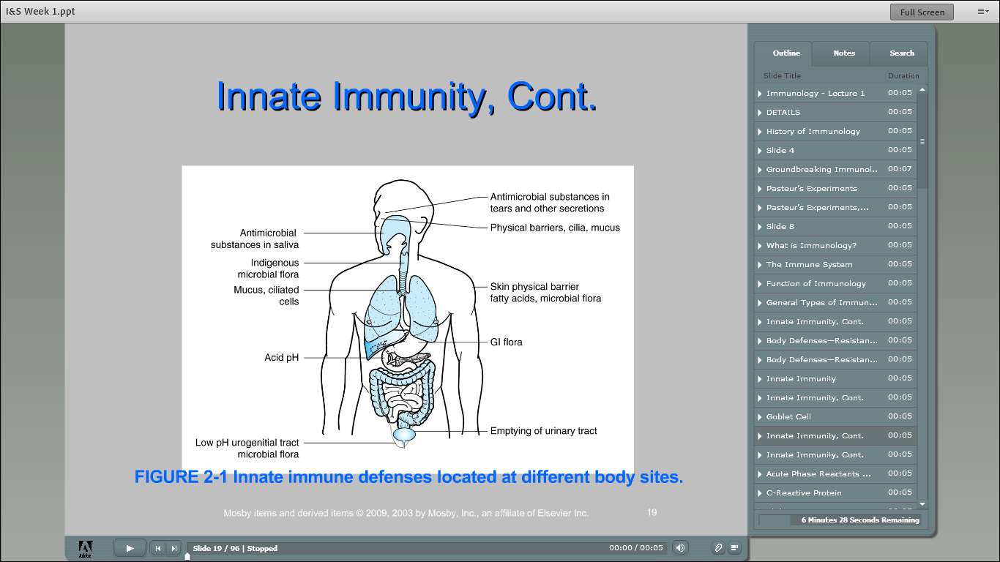 I&S Week 1.ppt
Full Screen
Innate Immunity, Cont.
Antimicrobial substances in
tears and other secretions
Physical barriers, cilia, mucus
Antimicrobial
substances in saliva
Indigenous
microbial flora
Mucus, ciliated
cells
Skin physical barrier
fatty acids, microbial flora
GI flora
Acid pH
Emptying of urinary tract
Low pH urogenitial tract
microbial flora
FIGURE 2-1 Innate immune defenses located at different body sites.
Mosby items and derived items © 2009, 2003 by Mosby, Inc., an affiliate of Elsevier Inc.
19
Outline Notes Search
Slide Title Duration
Immunology - Lecture 1 00:05
DETAILS 00:05
History of Immunology 00:05
Slide 4 00:05
Groundbreaking Immunol.. 00:07
Pasteur's Experiments 00:05
Pasteur's Experiments,... 00:05
Slide 8 00:05
What is Immunology? 00:05
The Immune System 00:05
Function of Immunology 00:05
General Types of Immun... 00:05
Innate Immunity, Cont. 00:05
Body Defenses—Resistan... 00:05
Body Defenses—Resistan... 00:05
Innate Immunity 00:05
Innate Immunity, Cont. 00:05
Goblet Cell 00:05
Innate Immunity, Cont. 00:05
Innate Immunity, Cont. 00:05
Acute Phase Reactants ... 00:05
C-Reactive Protein 00:05
6 Minutes 28 Seconds Remaining
Adobe
Slide 19 / 96 | Stopped
00:00 / 00:05